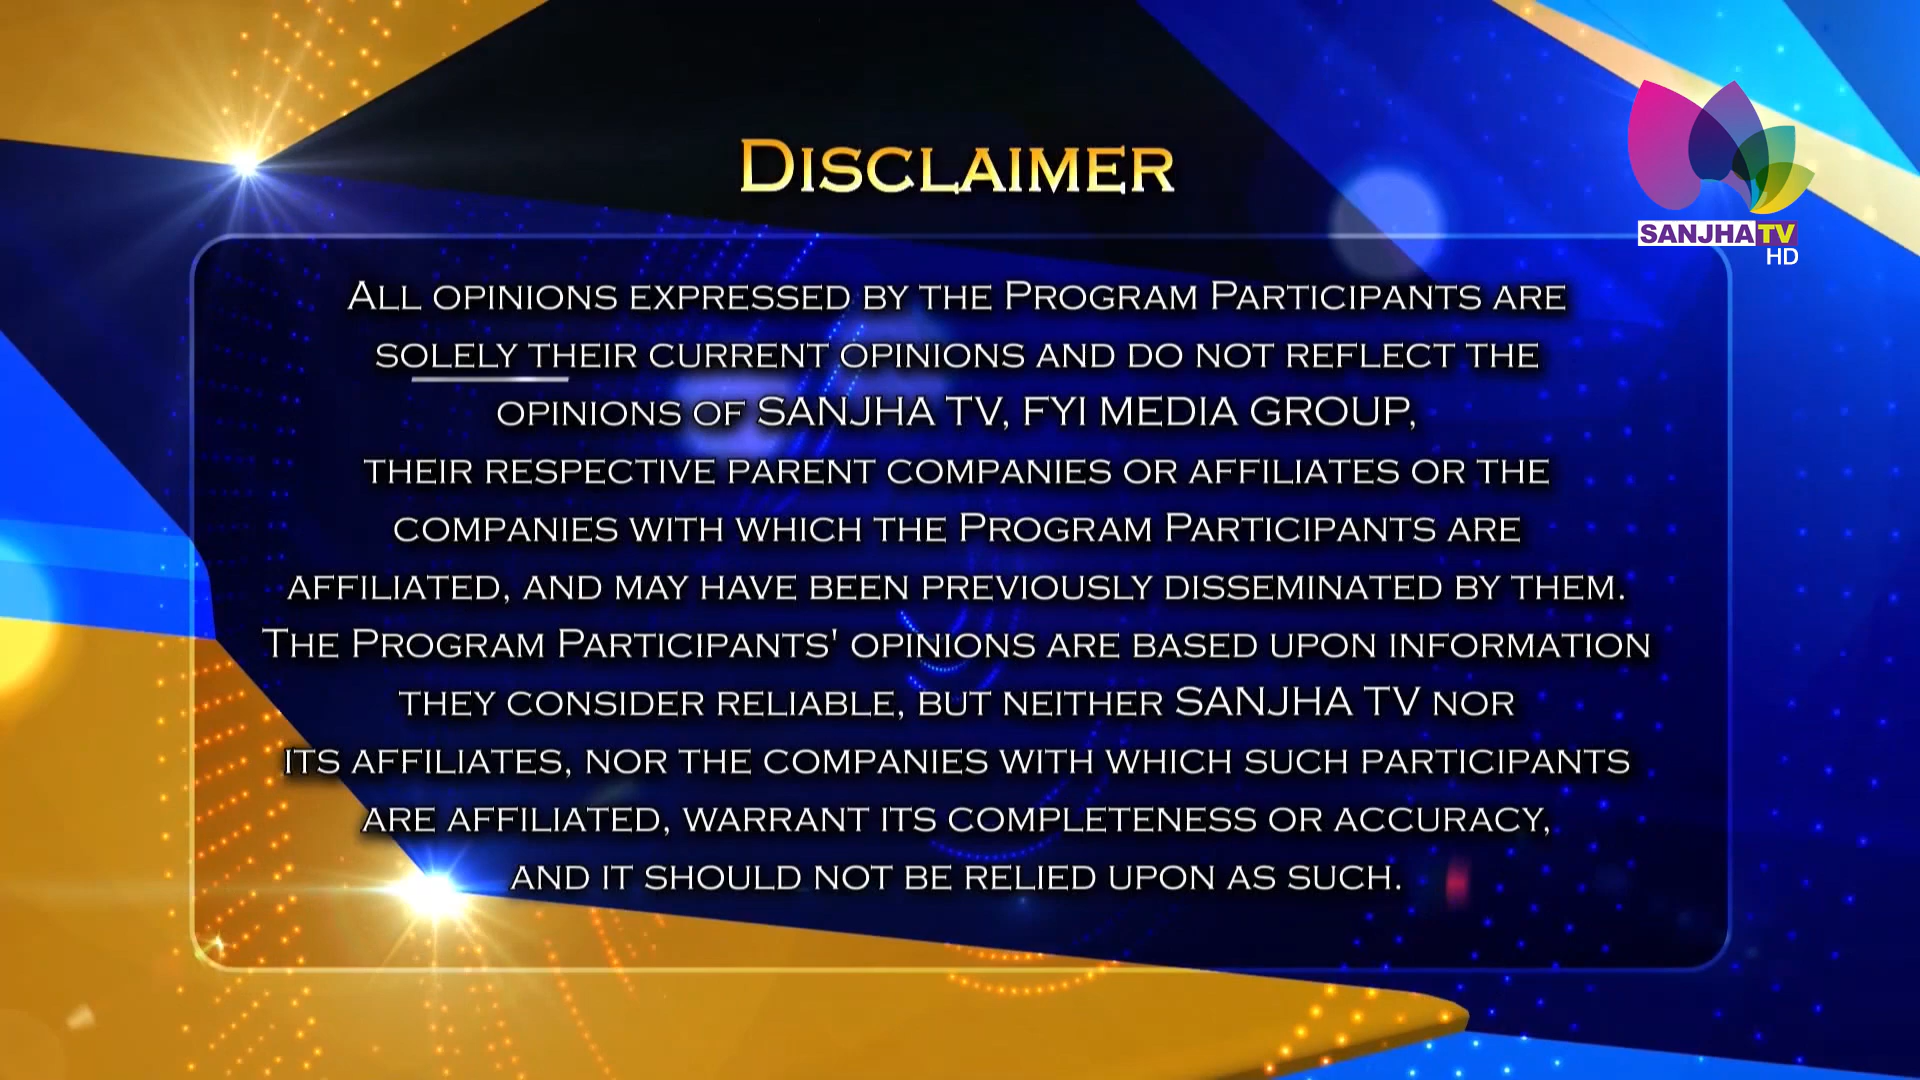 DISCLAIMER
SANJHA TV
HD
ALL OPINIONS EXPRESSED BY THE PROGRAM PARTICIPANTS ARE
SOLELY THEIR CURRENT OPINIONS AND DO NOT REFLECT THE
OPINIONS OF SANJHA TV, FYI MEDIA GROUP,
THEIR RESPECTIVE PARENT COMPANIES OR AFFILIATES OR THE
COMPANIES WITH WHICH THE PROGRAM PARTICIPANTS ARE
AFFILIATED, AND MAY HAVE BEEN PREVIOUSLY DISSEMINATED BY THEM.
THE PROGRAM PARTICIPANTS' OPINIONS ARE BASED UPON INFORMATION
THEY CONSIDER RELIABLE, BUT NEITHER SANJHA TV NOR
ITS AFFILIATES, NOR THE COMPANIES WITH WHICH SUCH PARTICIPANTS
ARE AFFILIATED, WARRANT ITS COMPLETENESS OR ACCURACY,
AND IT SHOULD NOT BE RELIED UPON AS SUCH.